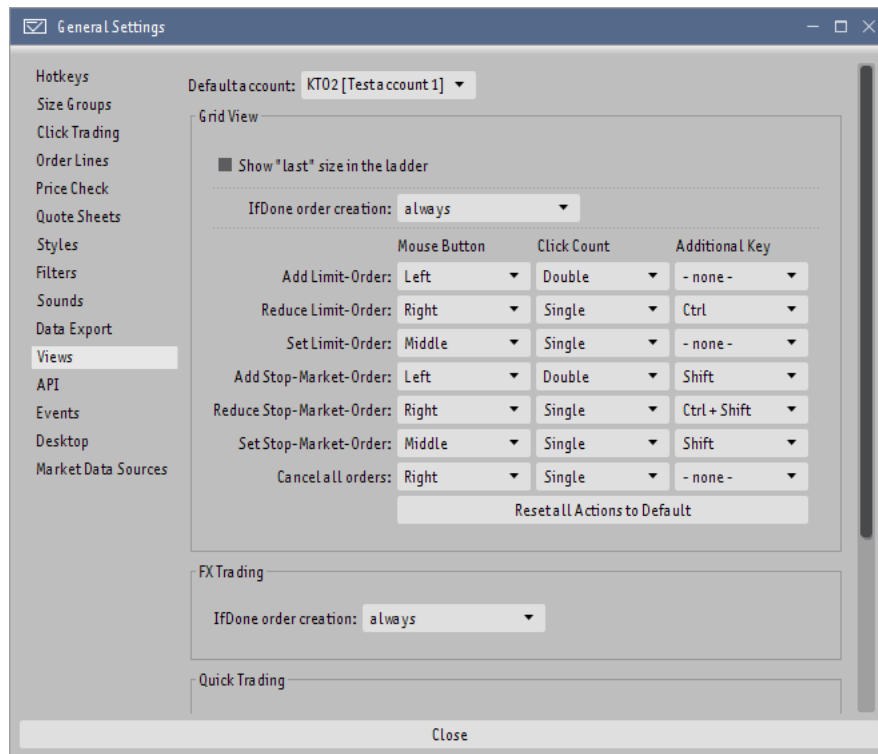 General Settings
Hotkeys
Size Groups
Click Trading
Order Lines
Price Check
Quote Sheets
Styles
Filters
Sounds
Data Export
Views
API
Events
Desktop
Market Data Sources
Default account: KT02 [Test account 1]
Grid View
Show "last" size in the ladder
IfDone order creation: always
Mouse Button Click Count Additional Key
Add Limit-Order: Left Double - none -
Reduce Limit-Order: Right Single Ctrl
Set Limit-Order: Middle Single - none -
Add Stop-Market-Order: Left Double Shift
Reduce Stop-Market-Order: Right Single Ctrl + Shift
Set Stop-Market-Order: Middle Single Shift
Cancel all orders: Right Single - none -
Reset all Actions to Default
FX Trading
IfDone order creation: always
Quick Trading
Close